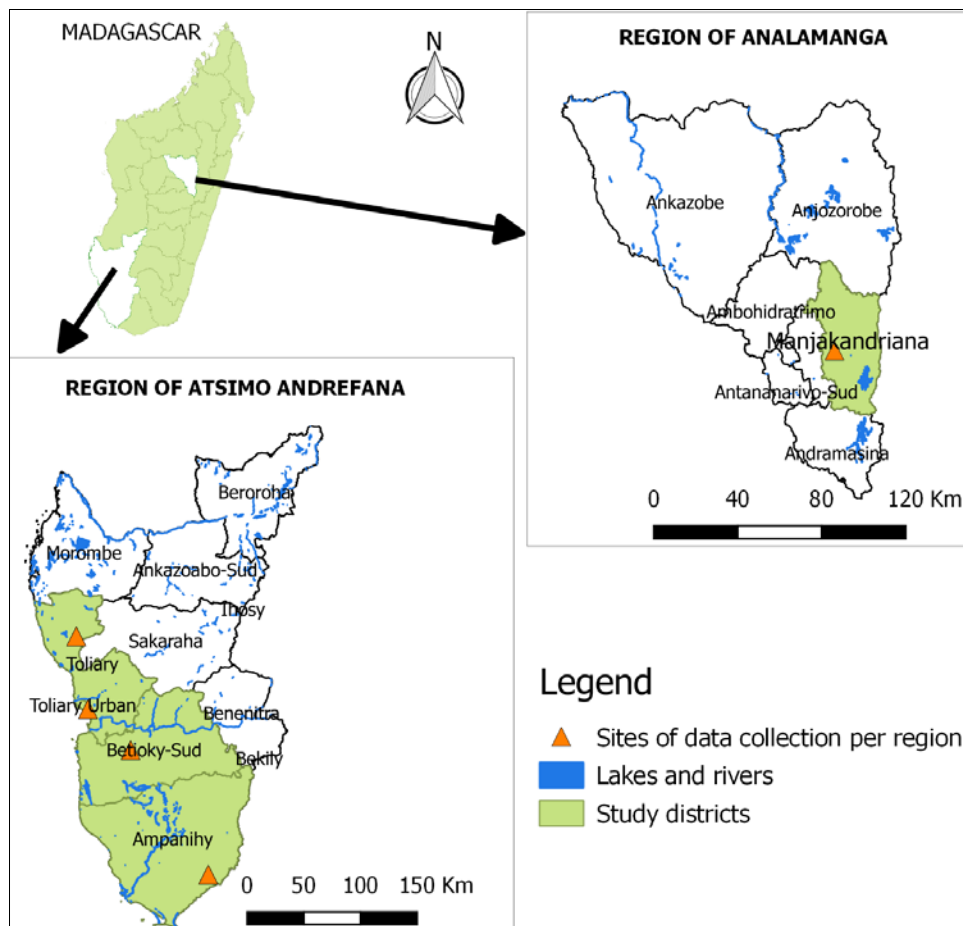 MADAGASCAR
N
REGION OF ANALAMANGA
Ankazobe
Anjozorobe
Ambohidratrimo
Manjakandriana
Antananarivo-Sud
Andramasina
0 40 80 120 Km
REGION OF ATSIMO ANDREFANA
Beroroha
Morombe
Ankazoabo-Sud
Ihosy
Sakaraha
Toliary
Toliary Urban
Benenitra
Betioky-Sud
Bekily
Ampanihy
0 50 100 150 Km
Legend
Sites of data collection per region
Lakes and rivers
Study districts